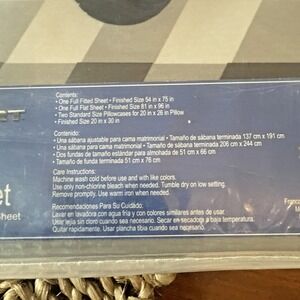 Contents:
• One Full Fitted Sheet • Finished Size 54 in x 75 in
• One Full Flat Sheet • Finished Size 81 in x 96 in
• Two Standard Size Pillowcases for 20 in x 26 in Pillow
• Finished Size 20 in x 30 in
Contenido:
• Una sábana ajustable para cama matrimonial • Tamaño de sábana terminada 137 cm x 191 cm
• Una sábana para cama matrimonial • Tamaño de sábana terminada 206 cm x 244 cm
• Dos fundas de tamaño estándar para almohada de 51 cm x 66 cm
• Tamaño de funda terminada 51 cm x 76 cm
Care Instructions:
Machine wash cold before use and with like colors.
Use only non-chlorine bleach when needed. Tumble dry on low setting.
Remove promptly. Use warm iron when needed.
Recomendaciones Para Su Cuidado:
Lavar en lavadora con agua fría y con colores similares antes de usar.
Usar blanqueador sin cloro cuando sea necesario. Secar en secadora a baja temperatura.
Quitar rápidamente. Usar plancha tibia cuando sea necesario.
et
Sheet